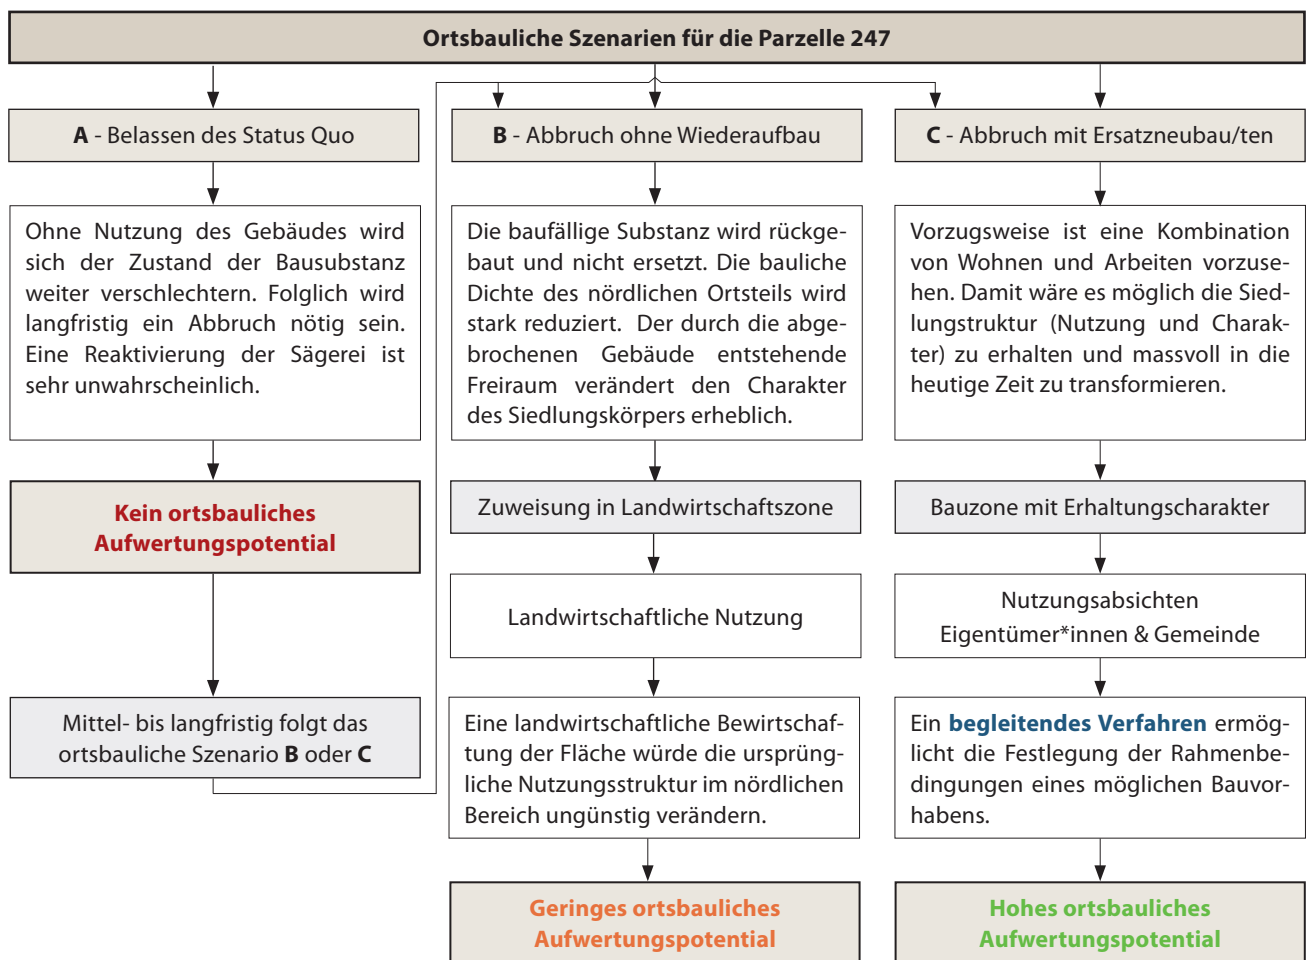 Ortsbauliche Szenarien für die Parzelle 247
A - Belassen des Status Quo
Ohne Nutzung des Gebäudes wird
sich der Zustand der Bausubstanz
weiter verschlechtern. Folglich wird
langfristig ein Abbruch nötig sein.
Eine Reaktivierung der Sägerei ist
sehr unwahrscheinlich.
Kein ortsbauliches
Aufwertungspotential
Mittel- bis langfristig folgt das
ortsbauliche Szenario B oder C
B - Abbruch ohne Wiederaufbau
Die baufällige Substanz wird rückge-
baut und nicht ersetzt. Die bauliche
Dichte des nördlichen Ortsteils wird
stark reduziert. Der durch die abge-
brochenen Gebäude entstehende
Freiraum verändert den Charakter
des Siedlungskörpers erheblich.
Zuweisung in Landwirtschaftszone
Landwirtschaftliche Nutzung
Eine landwirtschaftliche Bewirtschaf-
tung der Fläche würde die ursprüng-
liche Nutzungsstruktur im nördlichen
Bereich ungünstig verändern.
Geringes ortsbauliches
Aufwertungspotential
C - Abbruch mit Ersatzneubau/ten
Vorzugsweise ist eine Kombination
von Wohnen und Arbeiten vorzuse-
hen. Damit wäre es möglich die Sied-
lungstruktur (Nutzung und Charak-
ter) zu erhalten und massvoll in die
heutige Zeit zu transformieren.
Bauzone mit Erhaltungscharakter
Nutzungsabsichten
Eigentümer*innen & Gemeinde
Ein begleitendes Verfahren ermög-
licht die Festlegung der Rahmenbe-
dingungen eines möglichen Bauvor-
habens.
Hohes ortsbauliches
Aufwertungspotential